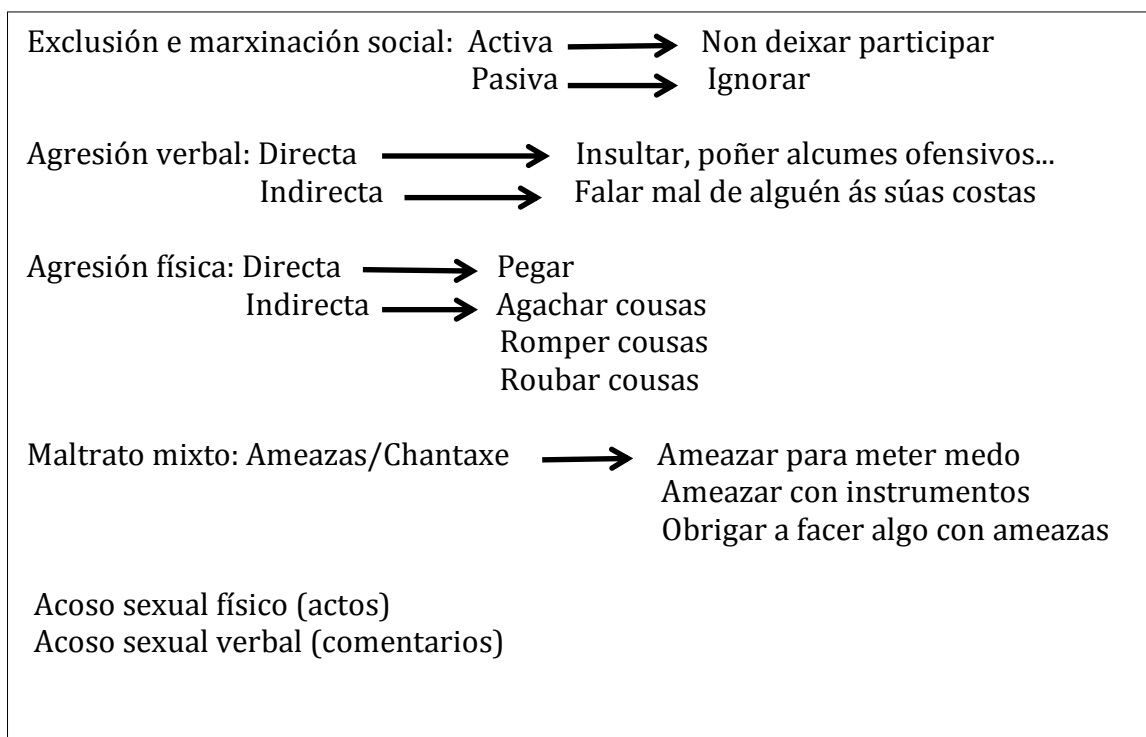 Exclusión e marxinación social: Activa → Non deixar participar
Pasiva → Ignorar
Agresión verbal: Directa → Insultar, poñer alcumes ofensivos...
Indirecta → Falar mal de alguén ás súas costas
Agresión física: Directa → Pegar
Indirecta → Agachar cousas
Romper cousas
Roubar cousas
Maltrato mixto: Ameazas/Chantaxe → Ameazar para meter medo
Ameazar con instrumentos
Obrigar a facer algo con ameazas
Acoso sexual físico (actos)
Acoso sexual verbal (comentarios)